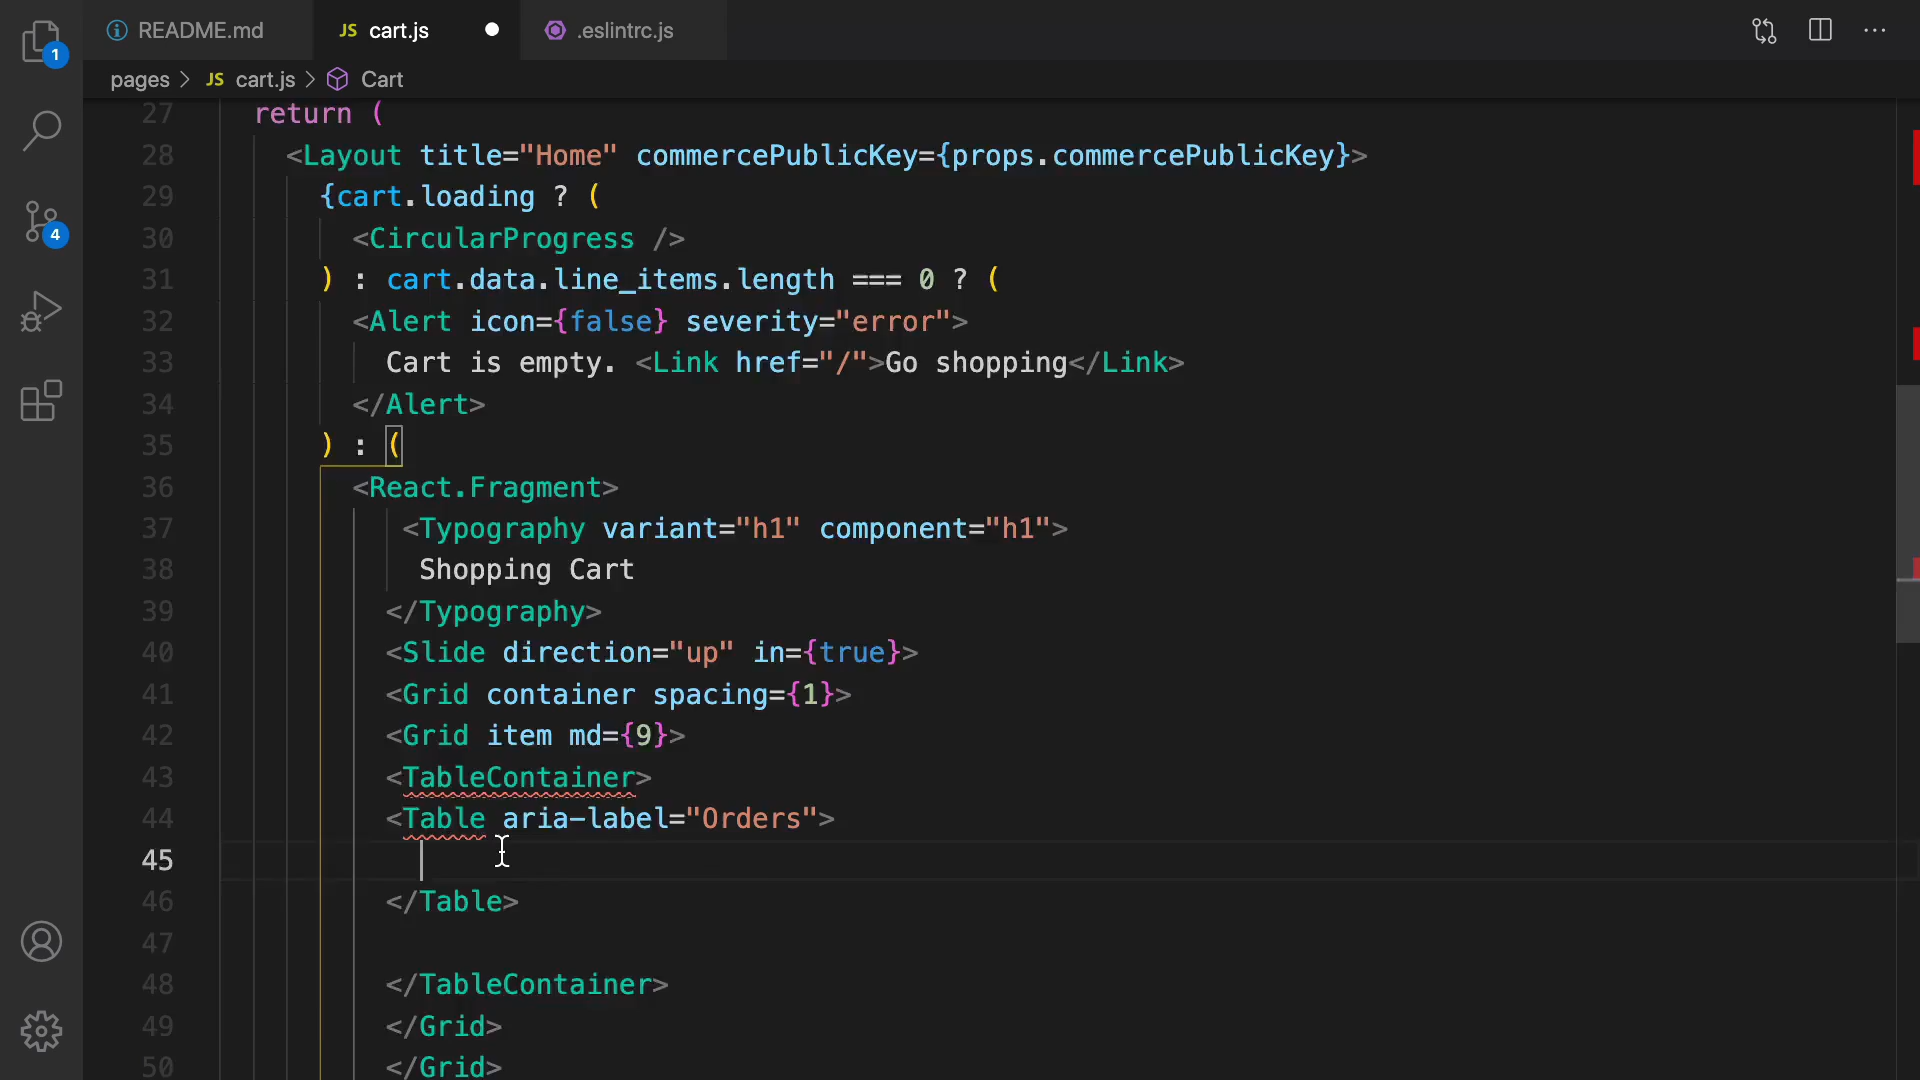 README.md
JS cart.js
.eslintrc.js
1
4
pages > JS cart.js > Cart
27 return (
28 <Layout title="Home" commercePublicKey={props.commercePublicKey}>
29 {cart.loading ? (
30 <CircularProgress />
31 ) : cart.data.line_items.length === 0 ? (
32 <Alert icon={false} severity="error">
33 Cart is empty. <Link href="/">Go shopping</Link>
34 </Alert>
35 ) : (
36 <React.Fragment>
37 <Typography variant="h1" component="h1">
38 Shopping Cart
39 </Typography>
40 <Slide direction="up" in={true}>
41 <Grid container spacing={1}>
42 <Grid item md={9}>
43 <TableContainer>
44 <Table aria-label="Orders">
45
46 </Table>
47
48 </TableContainer>
49 </Grid>
50 </Grid>